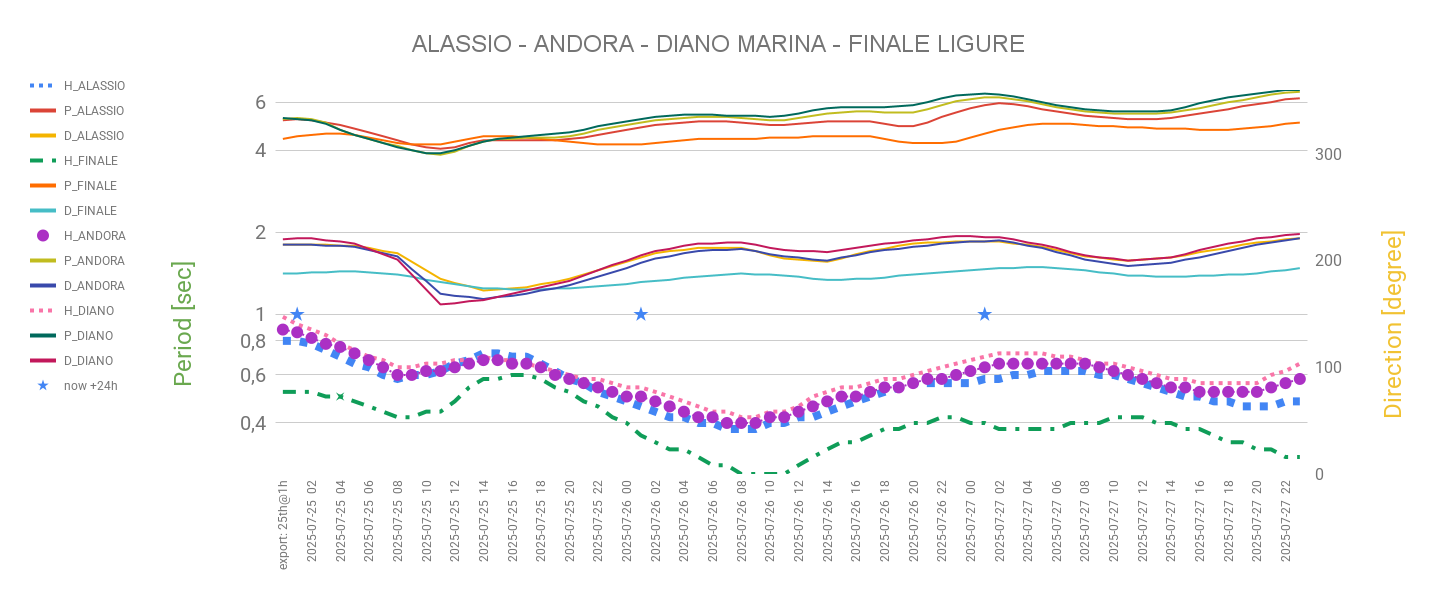 ALASSIO - ANDORA - DIANO MARINA - FINALE LIGURE
H_ALASSIO
P_ALASSIO
D_ALASSIO
H_FINALE
P_FINALE
D_FINALE
H_ANDORA
P_ANDORA
D_ANDORA
H_DIANO
P_DIANO
D_DIANO
now +24h
Period [sec]
6
4
2
1
0,8
0,6
0,4
300
200
100
0
Direction [degree]
export: 25th@1h
2025-07-25 02
2025-07-25 04
2025-07-25 06
2025-07-25 08
2025-07-25 10
2025-07-25 12
2025-07-25 14
2025-07-25 16
2025-07-25 18
2025-07-25 20
2025-07-25 22
2025-07-26 00
2025-07-26 02
2025-07-26 04
2025-07-26 06
2025-07-26 08
2025-07-26 10
2025-07-26 12
2025-07-26 14
2025-07-26 16
2025-07-26 18
2025-07-26 20
2025-07-26 22
2025-07-27 00
2025-07-27 02
2025-07-27 04
2025-07-27 06
2025-07-27 08
2025-07-27 10
2025-07-27 12
2025-07-27 14
2025-07-27 16
2025-07-27 18
2025-07-27 20
2025-07-27 22